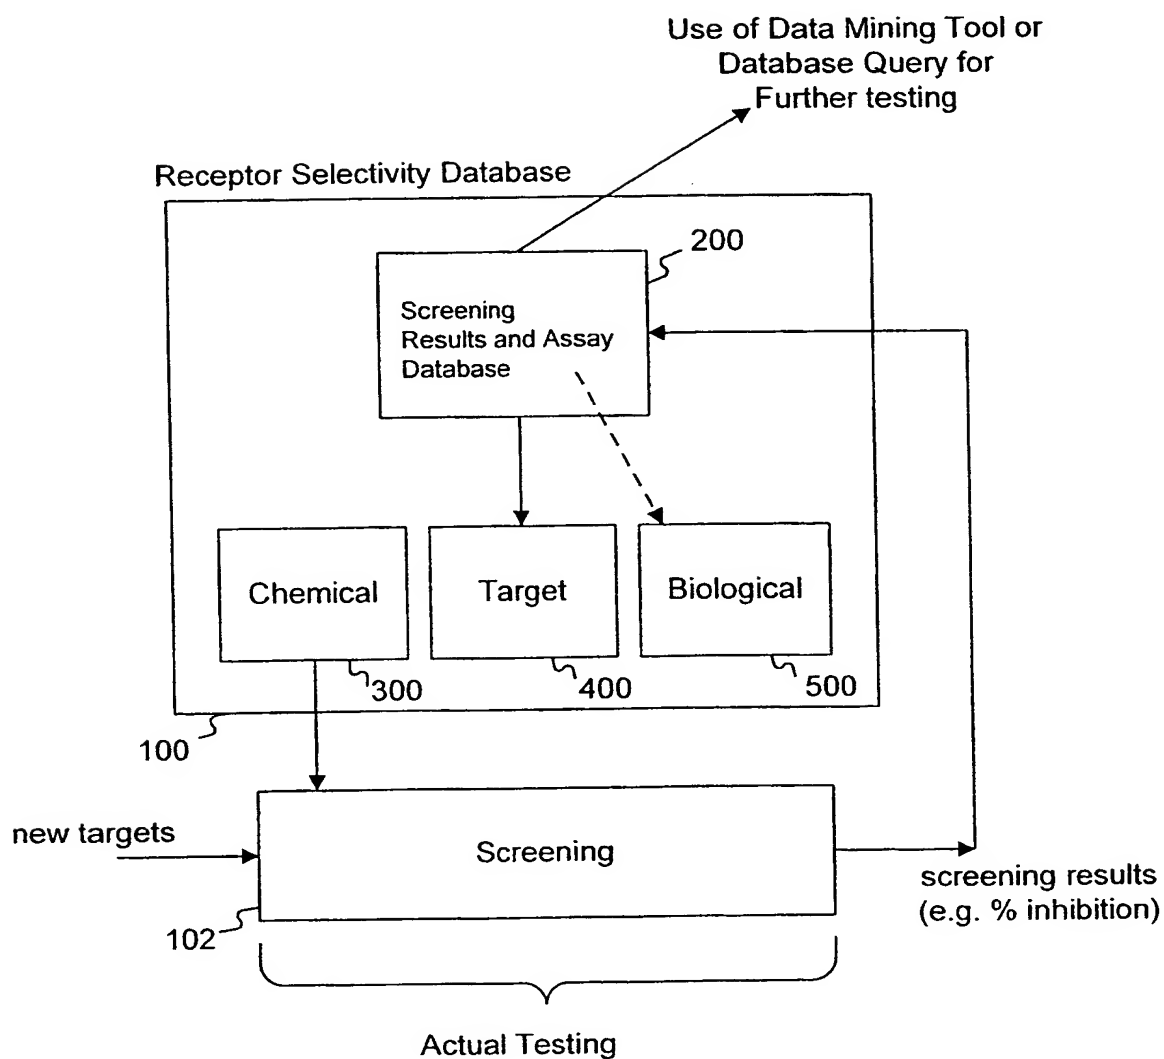 Use of Data Mining Tool or
Database Query for
Further testing
Receptor Selectivity Database
200
Screening
Results and Assay
Database
Chemical
Target
Biological
300
400
500
100
new targets
Screening
screening results
(e.g. % inhibition)
102
Actual Testing